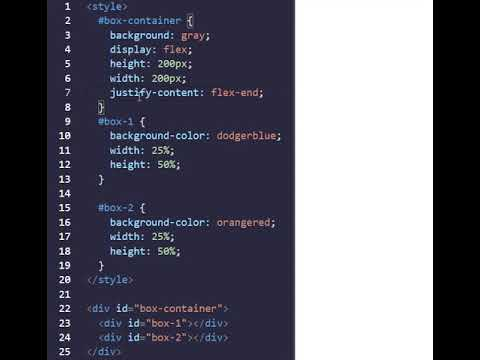 1 <style>
2 #box-container {
3 background: gray;
4 display: flex;
5 height: 200px;
6 width: 200px;
7 justify-content: flex-end;
8 }
9 #box-1 {
10 background-color: dodgerblue;
11 width: 25%;
12 height: 50%;
13 }
14
15 #box-2 {
16 background-color: orangered;
17 width: 25%;
18 height: 50%;
19 }
20 </style>
21
22 <div id="box-container">
23 <div id="box-1"></div>
24 <div id="box-2"></div>
25 </div>